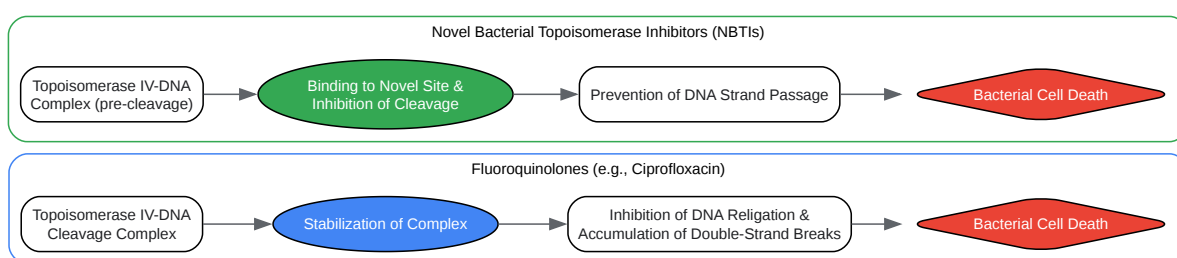 Novel Bacterial Topoisomerase Inhibitors (NBTIs)
Topoisomerase IV-DNA
Complex (pre-cleavage)
Binding to Novel Site &
Inhibition of Cleavage
Prevention of DNA Strand Passage
Bacterial Cell Death
Fluoroquinolones (e.g., Ciprofloxacin)
Topoisomerase IV-DNA
Cleavage Complex
Stabilization of Complex
Inhibition of DNA Religation &
Accumulation of Double-Strand Breaks
Bacterial Cell Death